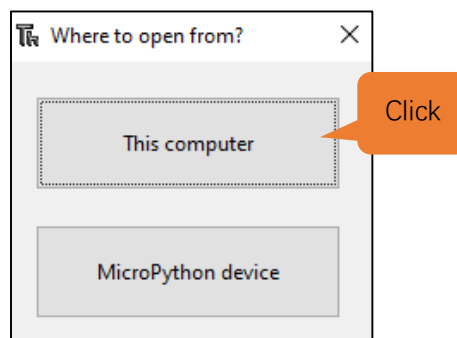 Where to open from?
Click
This computer
MicroPython device